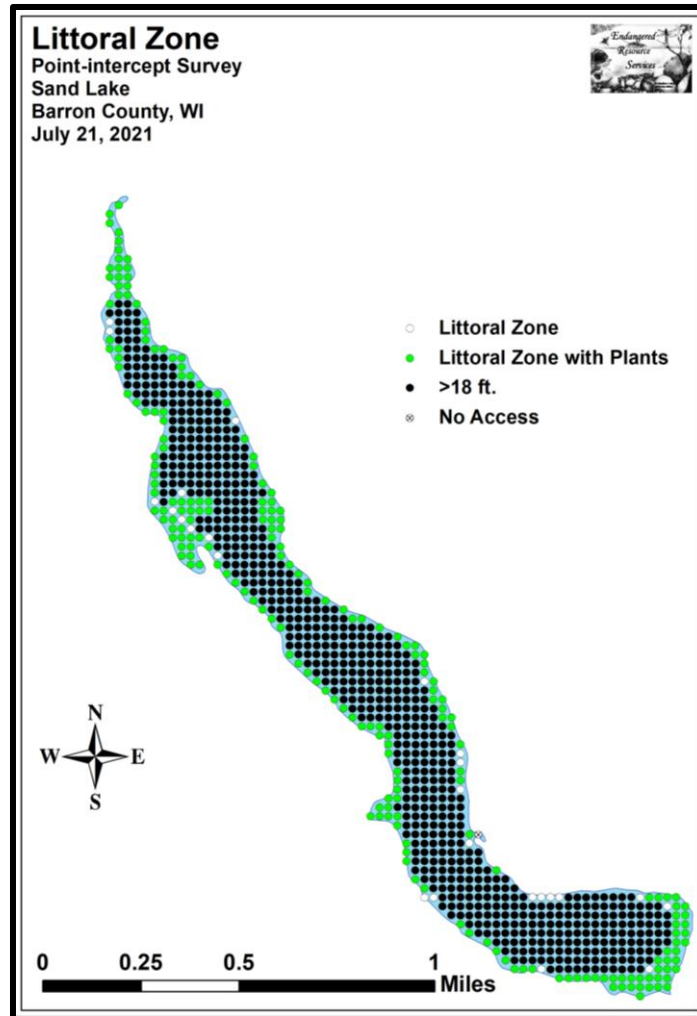 Littoral Zone
Point-intercept Survey
Sand Lake
Barron County, WI
July 21, 2021
Endangered
Resource
Services
Littoral Zone
Littoral Zone with Plants
>18 ft.
No Access
N
W E
S
0 0.25 0.5 1
Miles